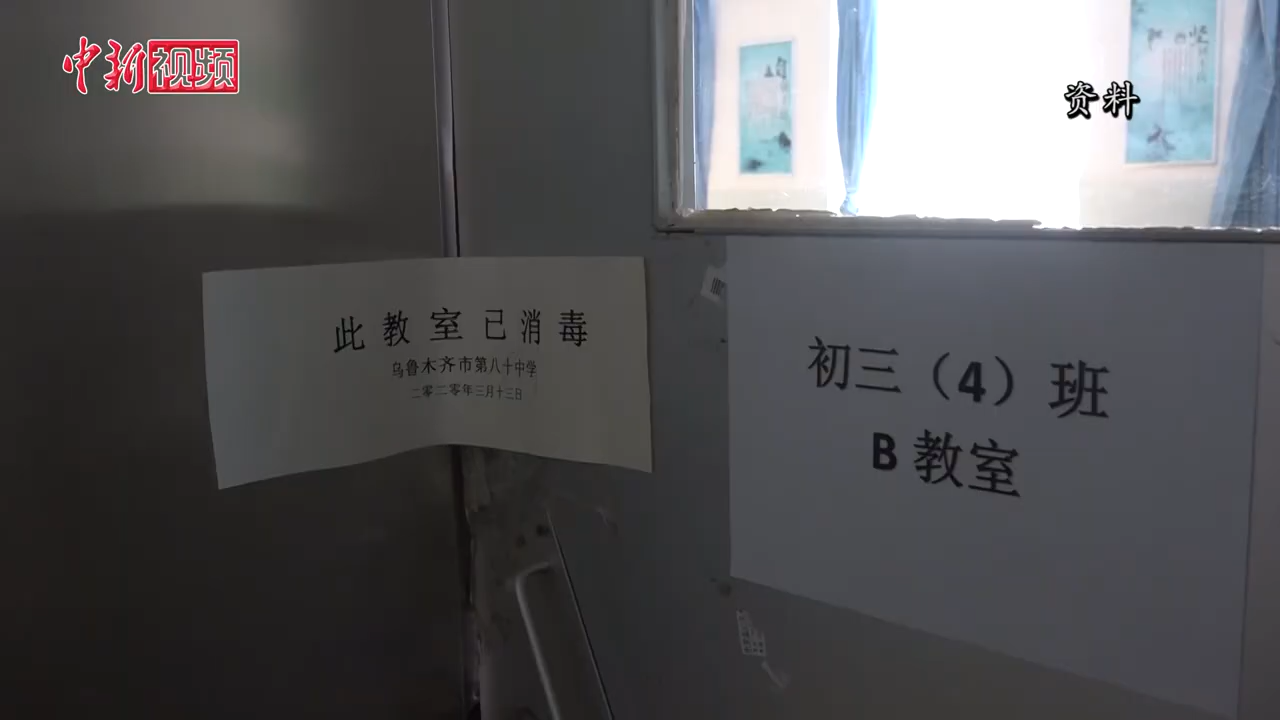 中新视频
资料
此教室已消毒
乌鲁木齐市第八十中学
二零二零年三月十三日
初三（4）班
B教室